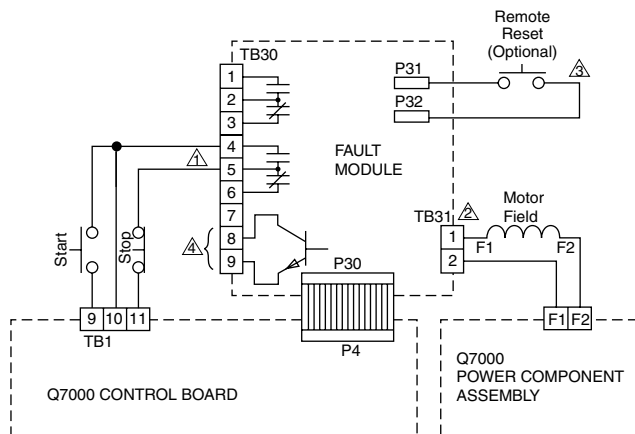 Remote
Reset
(Optional)
TB30
P31
3
P32
1
2
3
4
5
6
7
8
9
1
4
FAULT
MODULE
TB31
2
Motor
Field
1
2
F1
F2
Start
Stop
P30
P4
9 10 11
TB1
F1 F2
Q7000 CONTROL BOARD
Q7000
POWER COMPONENT
ASSEMBLY